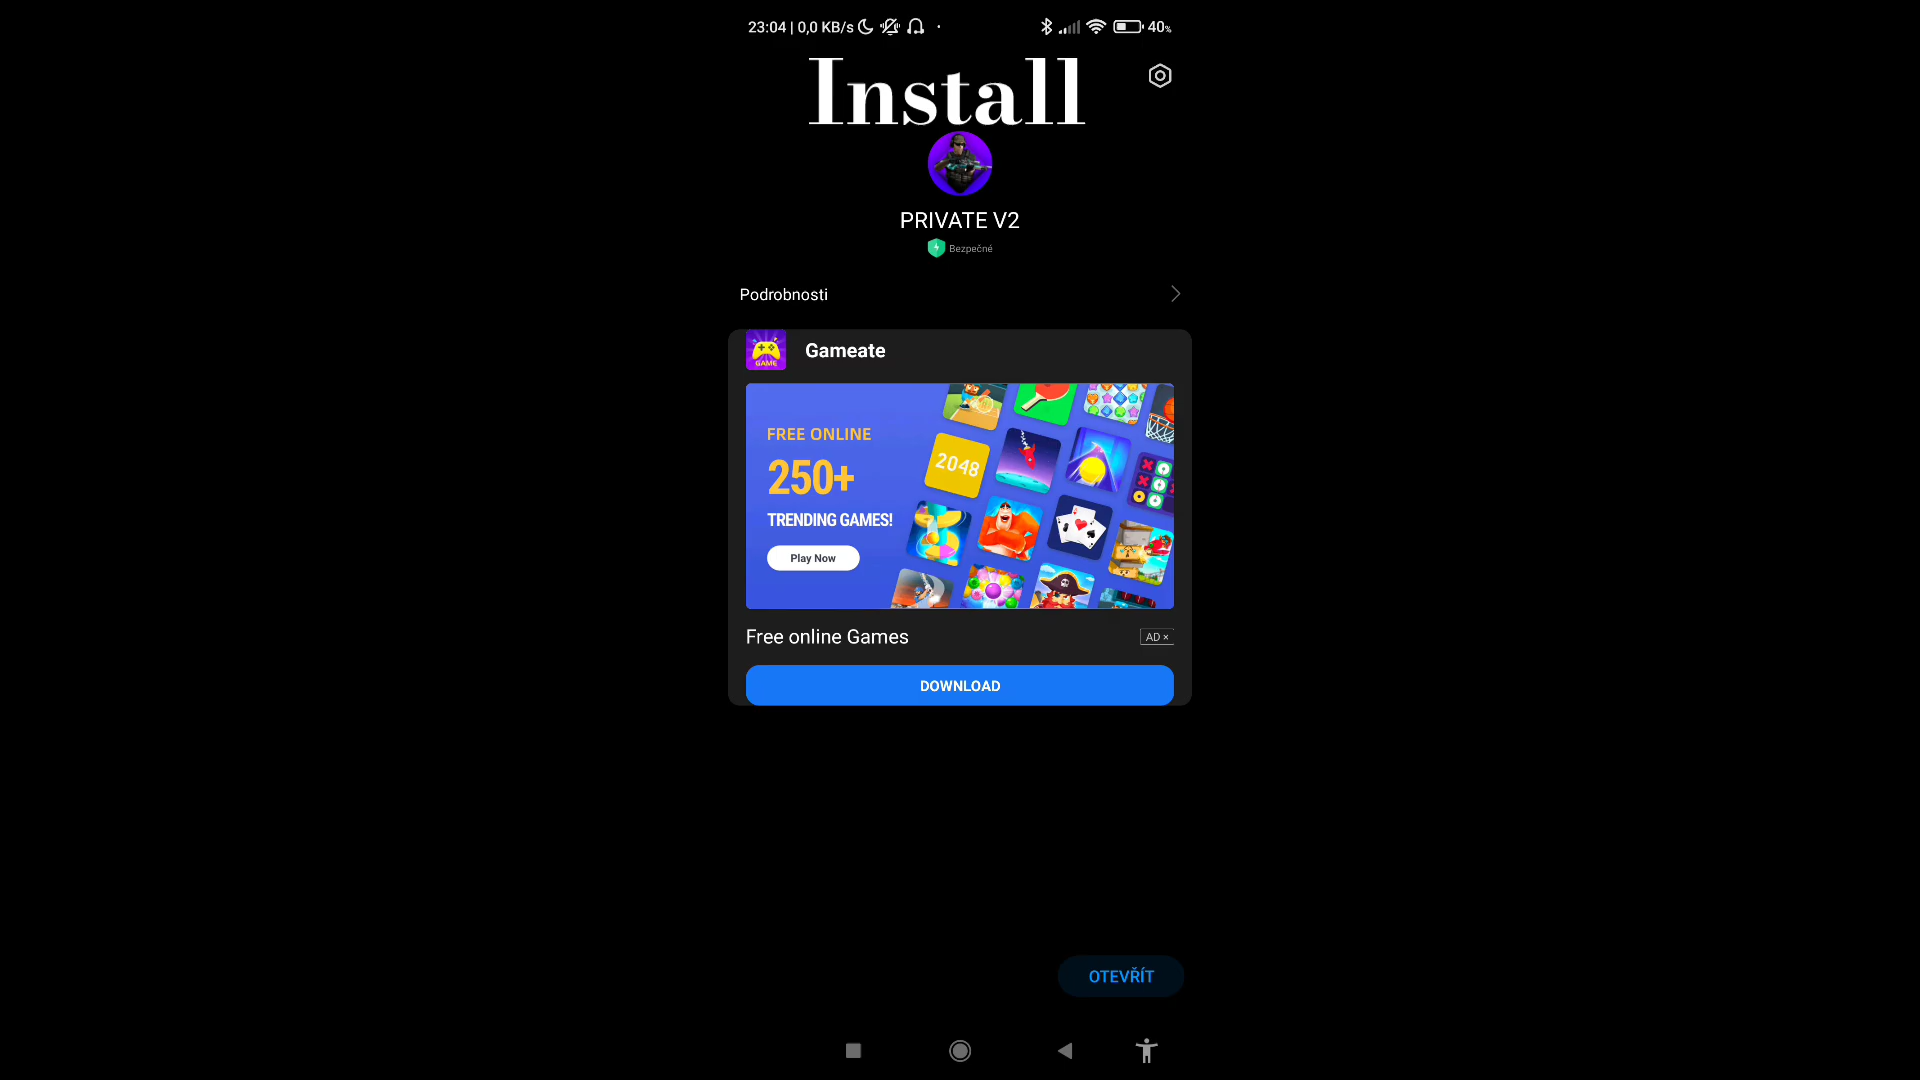 23:04 | 0,0 KB/s
40%
Install
PRIVATE V2
Bezpečné
Podrobnosti
GAME
Gameate
FREE ONLINE
250+
TRENDING GAMES!
Play Now
2048
Free online Games
AD ×
DOWNLOAD
OTEVŘÍT